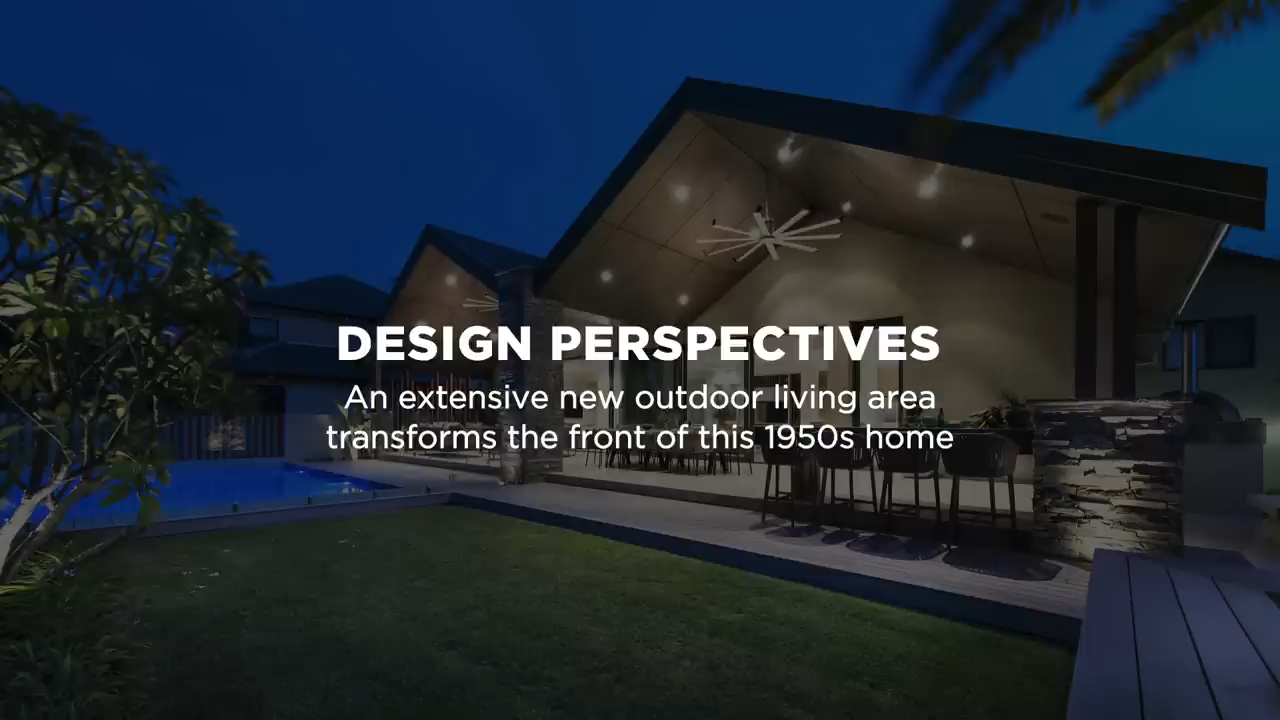 DESIGN PERSPECTIVES
An extensive new outdoor living area
transforms the front of this 1950s home